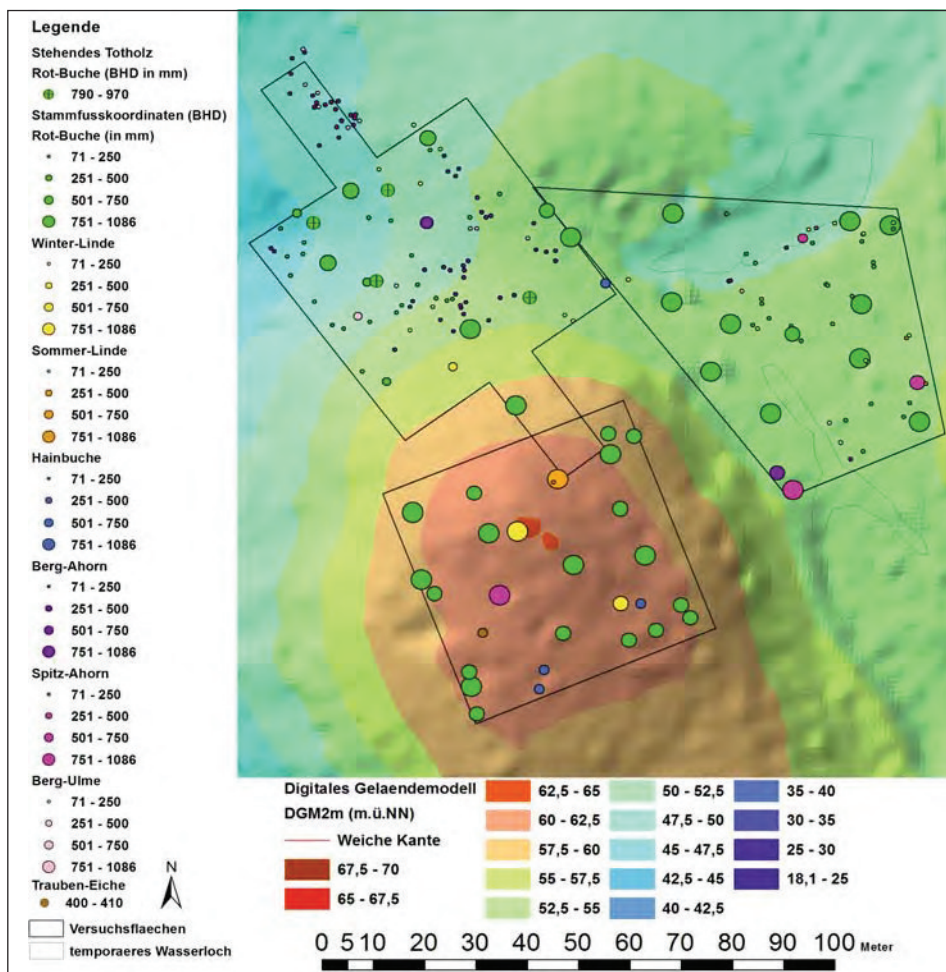 Legende
Stehendes Totholz
Rot-Buche (BHD in mm)
790 - 970
Stammfusskoordinaten (BHD)
Rot-Buche (in mm)
71 - 250
251 - 500
501 - 750
751 - 1086
Winter-Linde
71 - 250
251 - 500
501 - 750
751 - 1086
Sommer-Linde
71 - 250
251 - 500
501 - 750
751 - 1086
Hainbuche
71 - 250
251 - 500
501 - 750
751 - 1086
Berg-Ahorn
71 - 250
251 - 500
501 - 750
751 - 1086
Spitz-Ahorn
71 - 250
251 - 500
501 - 750
751 - 1086
Berg-Ulme
71 - 250
251 - 500
501 - 750
751 - 1086
Trauben-Eiche
400 - 410
N
Versuchsflaechen
temporaeres Wasserloch
Digitales Gelaendemodell
DGM2m (m.ü.NN)
Weiche Kante
67,5 - 70
65 - 67,5
62,5 - 65
60 - 62,5
57,5 - 60
55 - 57,5
52,5 - 55
50 - 52,5
47,5 - 50
45 - 47,5
42,5 - 45
40 - 42,5
35 - 40
30 - 35
25 - 30
18,1 - 25
0 5 10 20 30 40 50 60 70 80 90 100 Meter